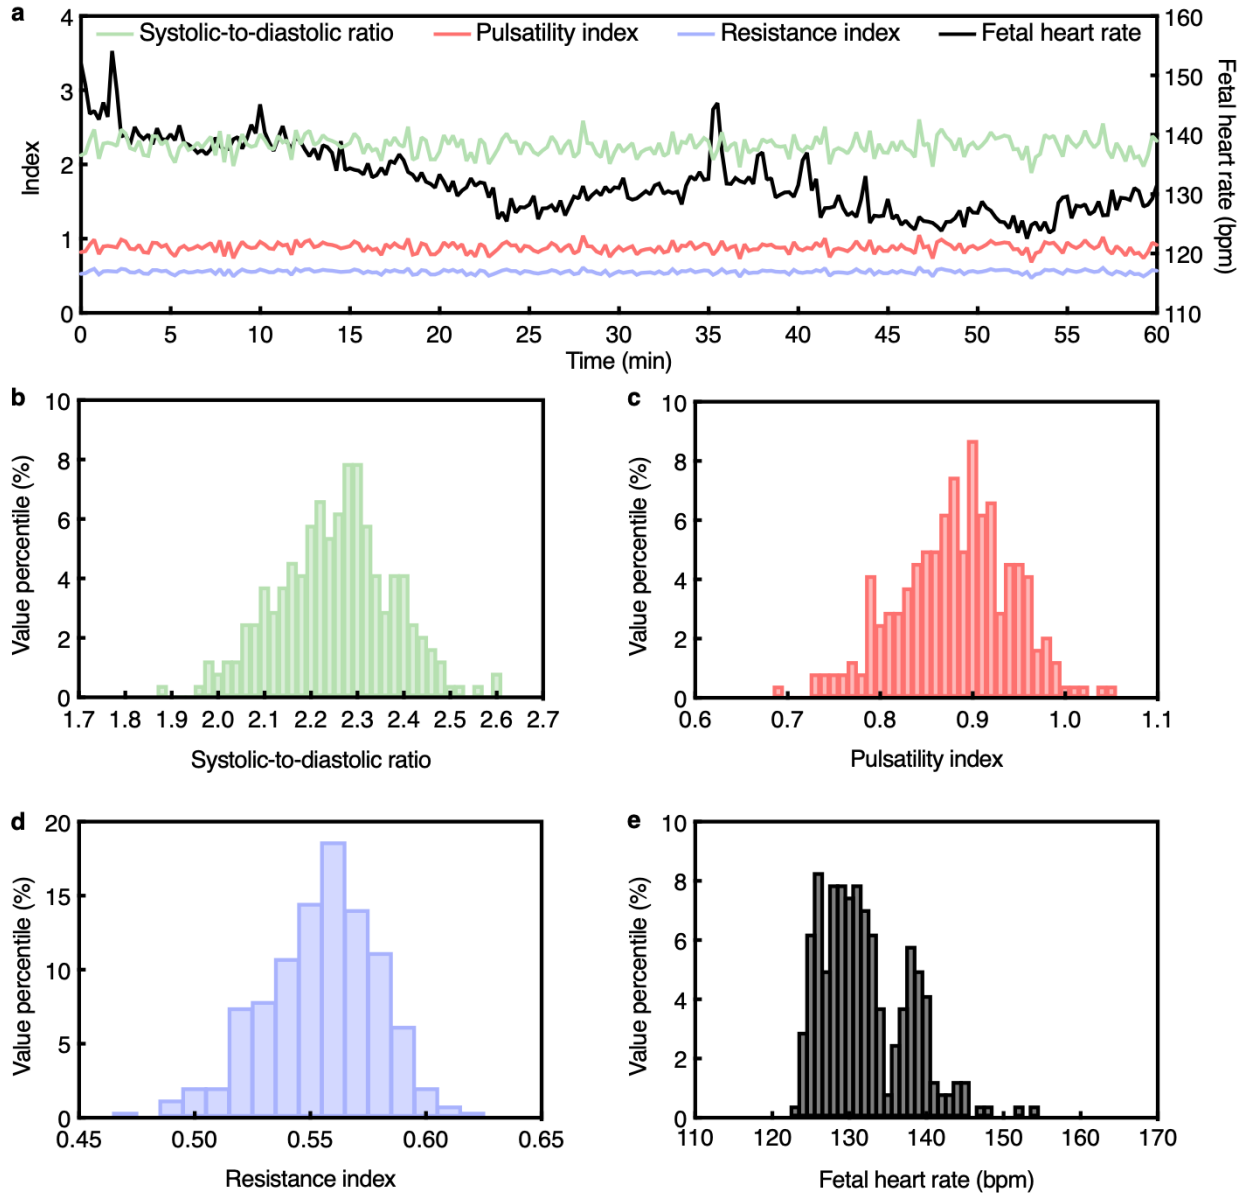 a
4 160
Systolic-to-diastolic ratio Pulsatility index Resistance index Fetal heart rate
3 150
2 140
1 130
0 120
110
Index
Fetal heart rate (bpm)
0 5 10 15 20 25 30 35 40 45 50 55 60
Time (min)
b
10
8
6
4
2
0
Value percentile (%)
1.7 1.8 1.9 2.0 2.1 2.2 2.3 2.4 2.5 2.6 2.7
Systolic-to-diastolic ratio
c
10
8
6
4
2
0
Value percentile (%)
0.6 0.7 0.8 0.9 1.0 1.1
Pulsatility index
d
20
15
10
5
0
Value percentile (%)
0.45 0.50 0.55 0.60 0.65
Resistance index
e
10
8
6
4
2
0
Value percentile (%)
110 120 130 140 150 160 170
Fetal heart rate (bpm)